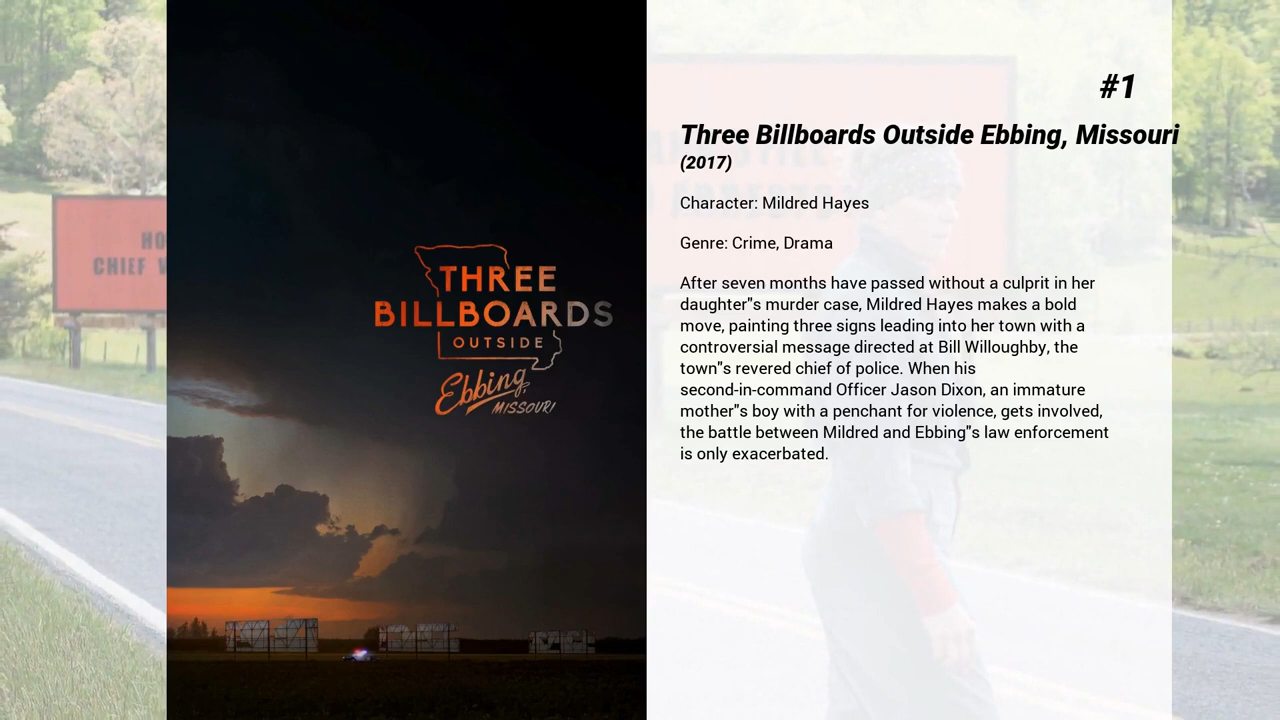 HO
CHIEF W
THREE
BILLBOARDS
OUTSIDE
Ebbing,
MISSOURI
#1
Three Billboards Outside Ebbing, Missouri
(2017)
Character: Mildred Hayes
Genre: Crime, Drama
After seven months have passed without a culprit in her
daughter"s murder case, Mildred Hayes makes a bold
move, painting three signs leading into her town with a
controversial message directed at Bill Willoughby, the
town"s revered chief of police. When his
second-in-command Officer Jason Dixon, an immature
mother"s boy with a penchant for violence, gets involved,
the battle between Mildred and Ebbing"s law enforcement
is only exacerbated.